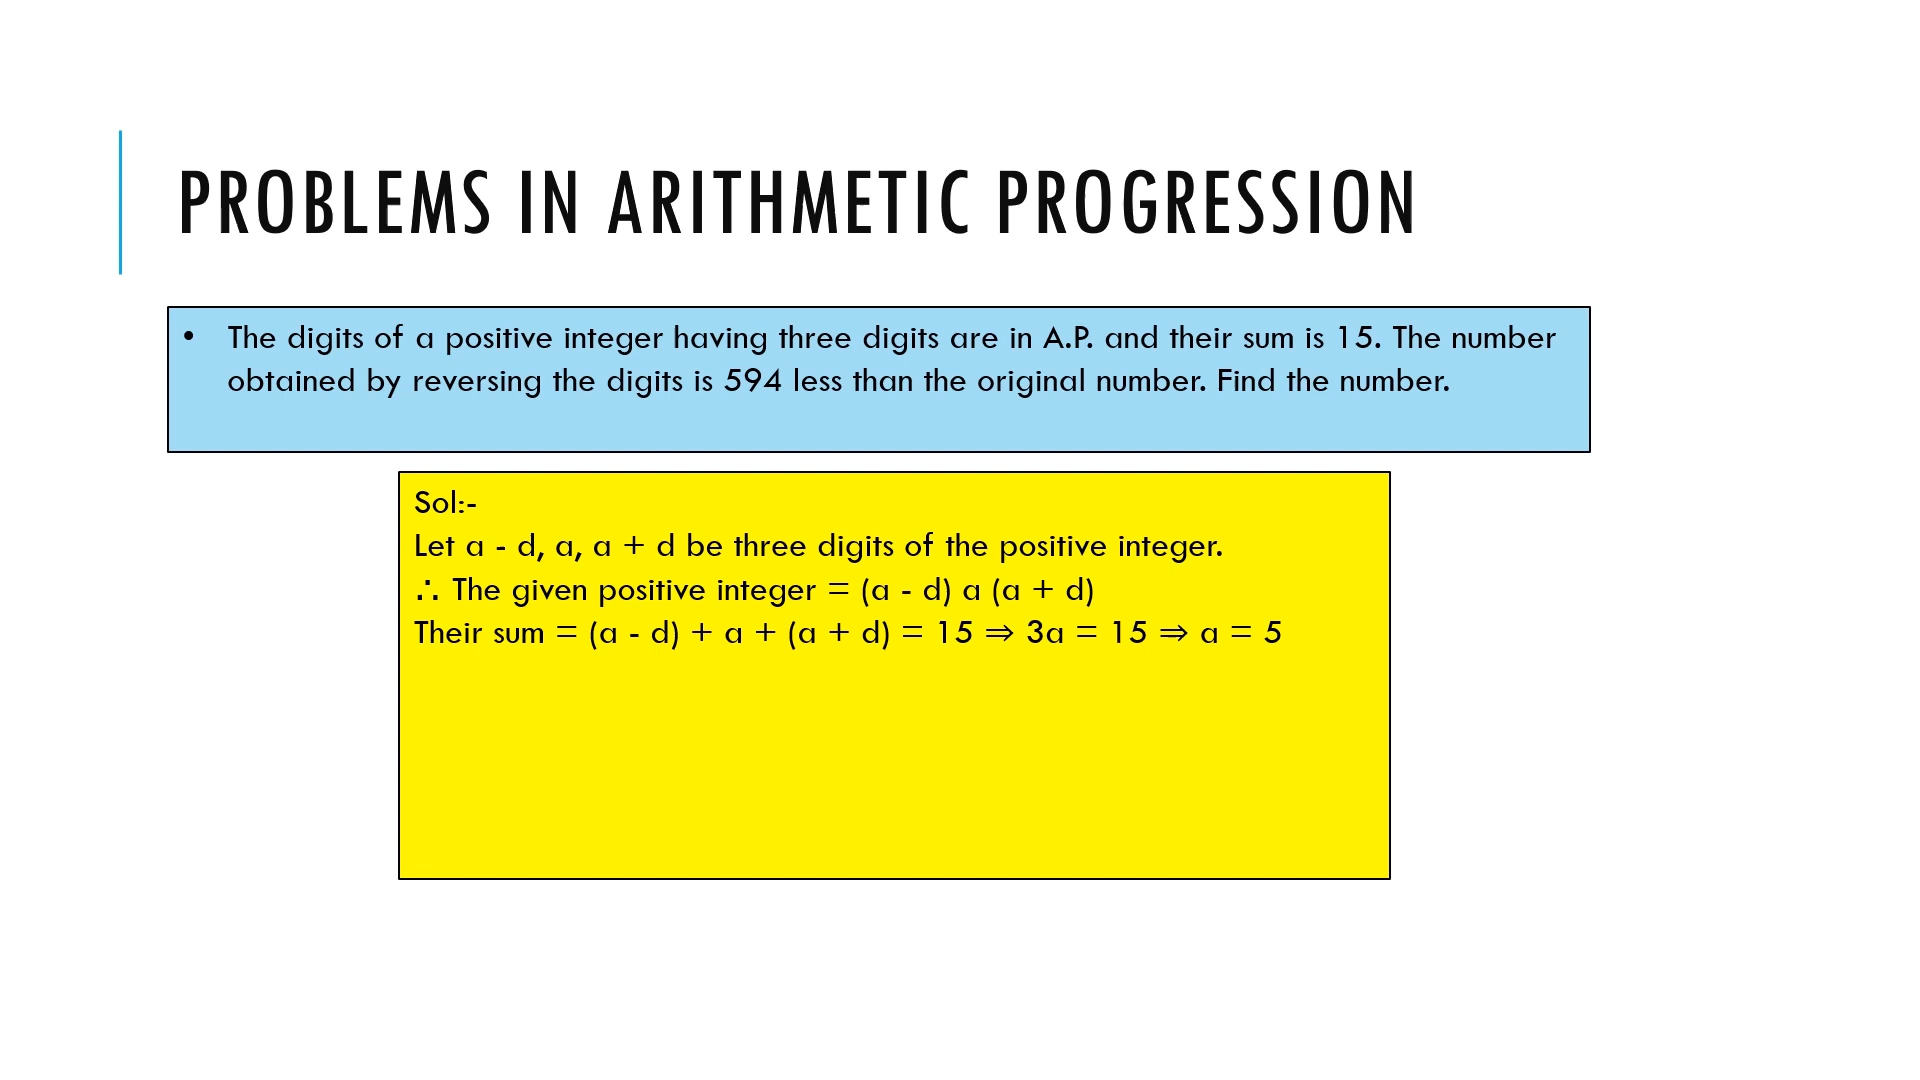 PROBLEMS IN ARITHMETIC PROGRESSION
• The digits of a positive integer having three digits are in A.P. and their sum is 15. The number
obtained by reversing the digits is 594 less than the original number. Find the number.
Sol:-
Let a - d, a, a + d be three digits of the positive integer.
∴ The given positive integer = (a - d) a (a + d)
Their sum = (a - d) + a + (a + d) = 15 ⇒ 3a = 15 ⇒ a = 5